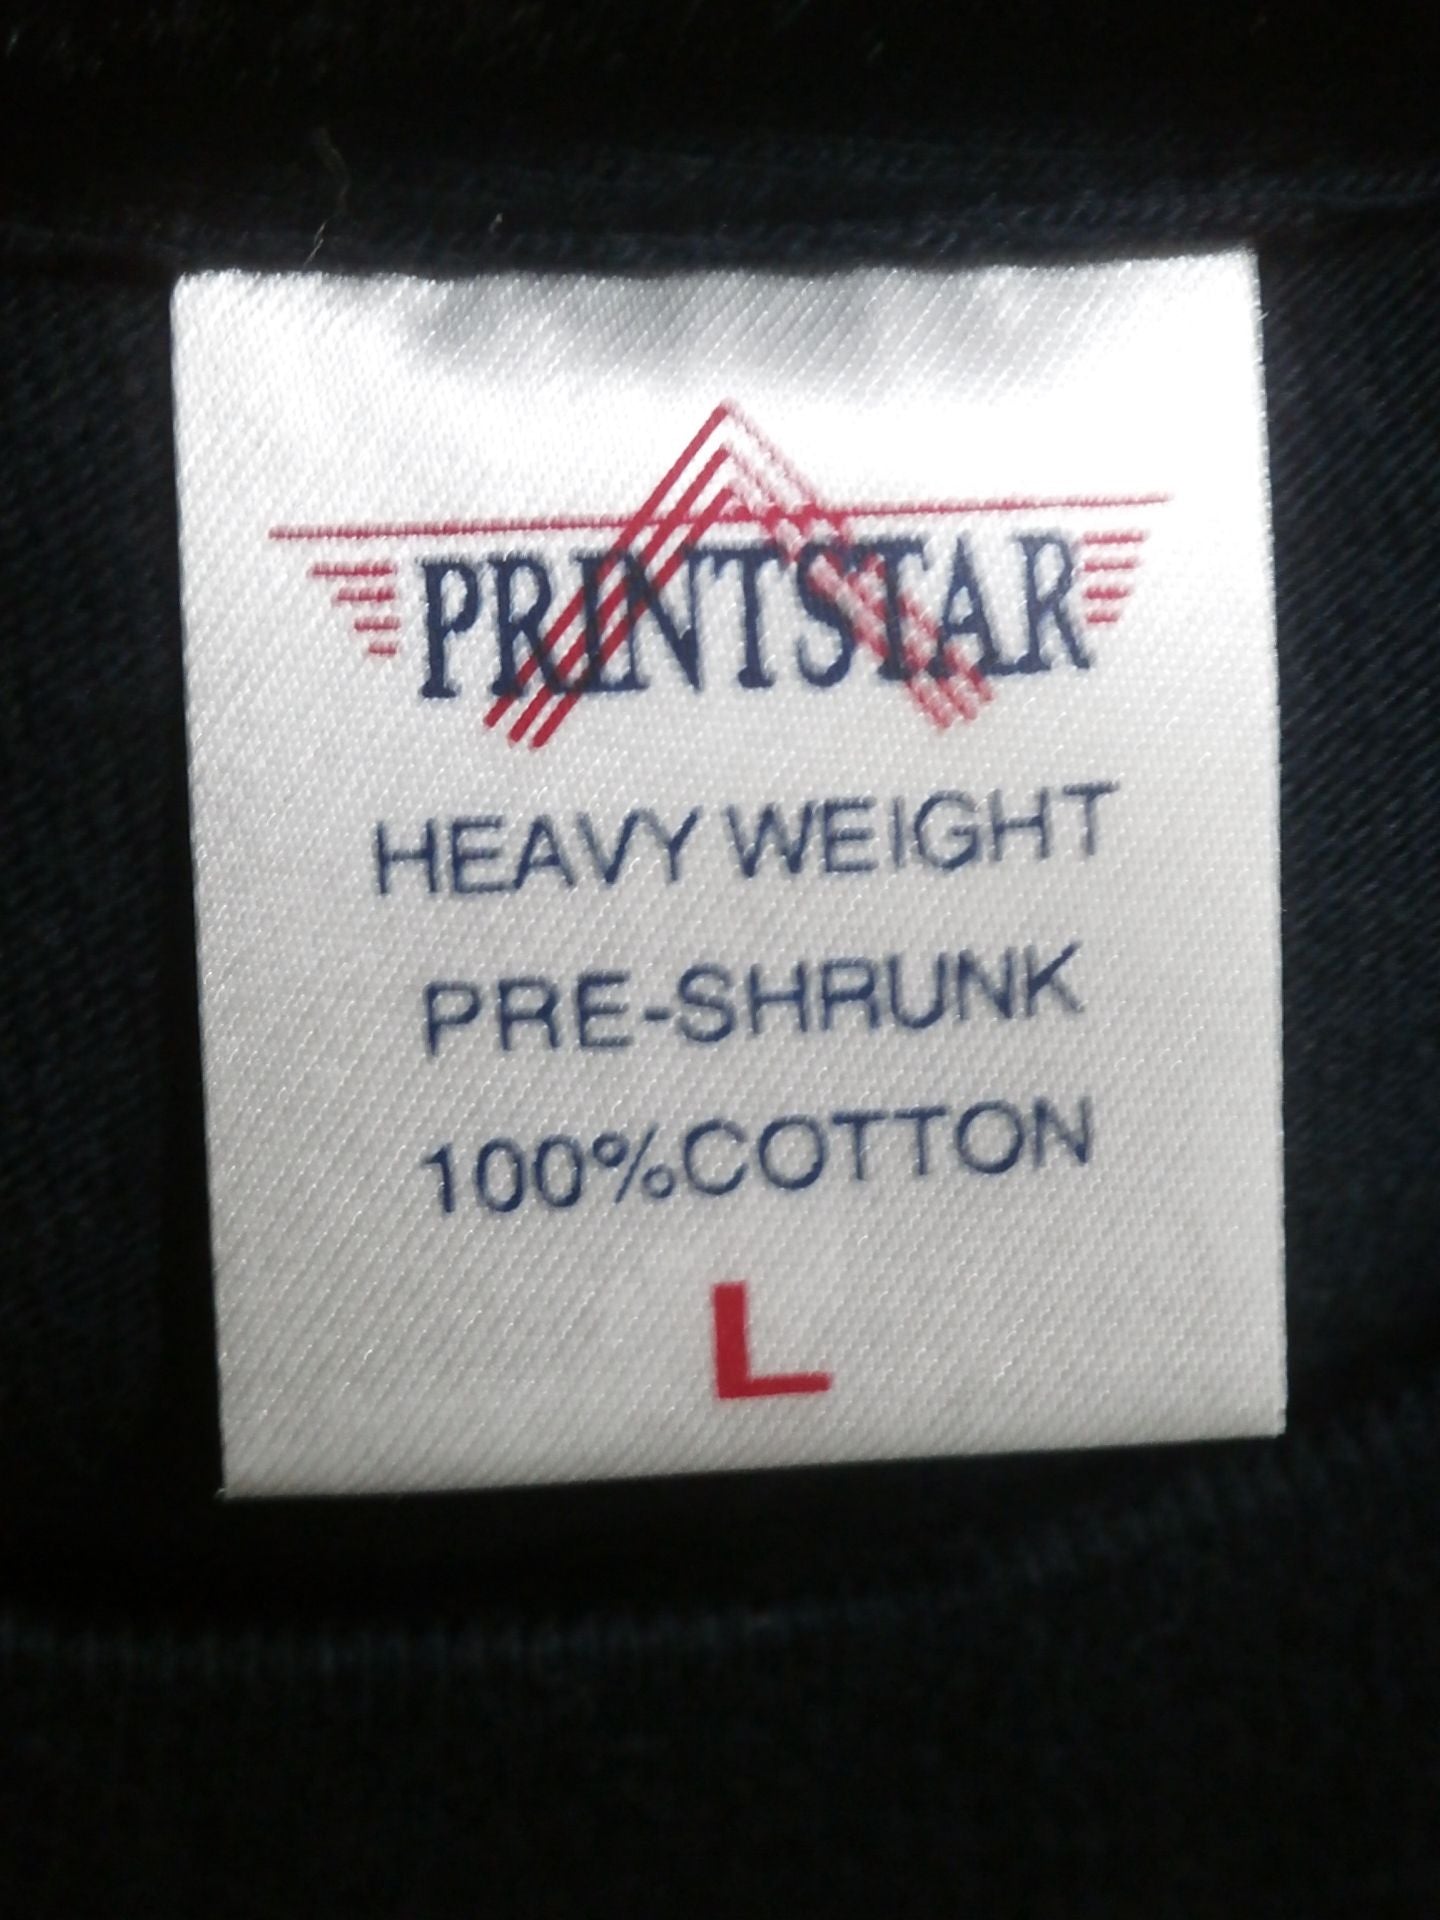 PRINTSTAR
HEAVY WEIGHT
PRE-SHRUNK
100%COTTON
L